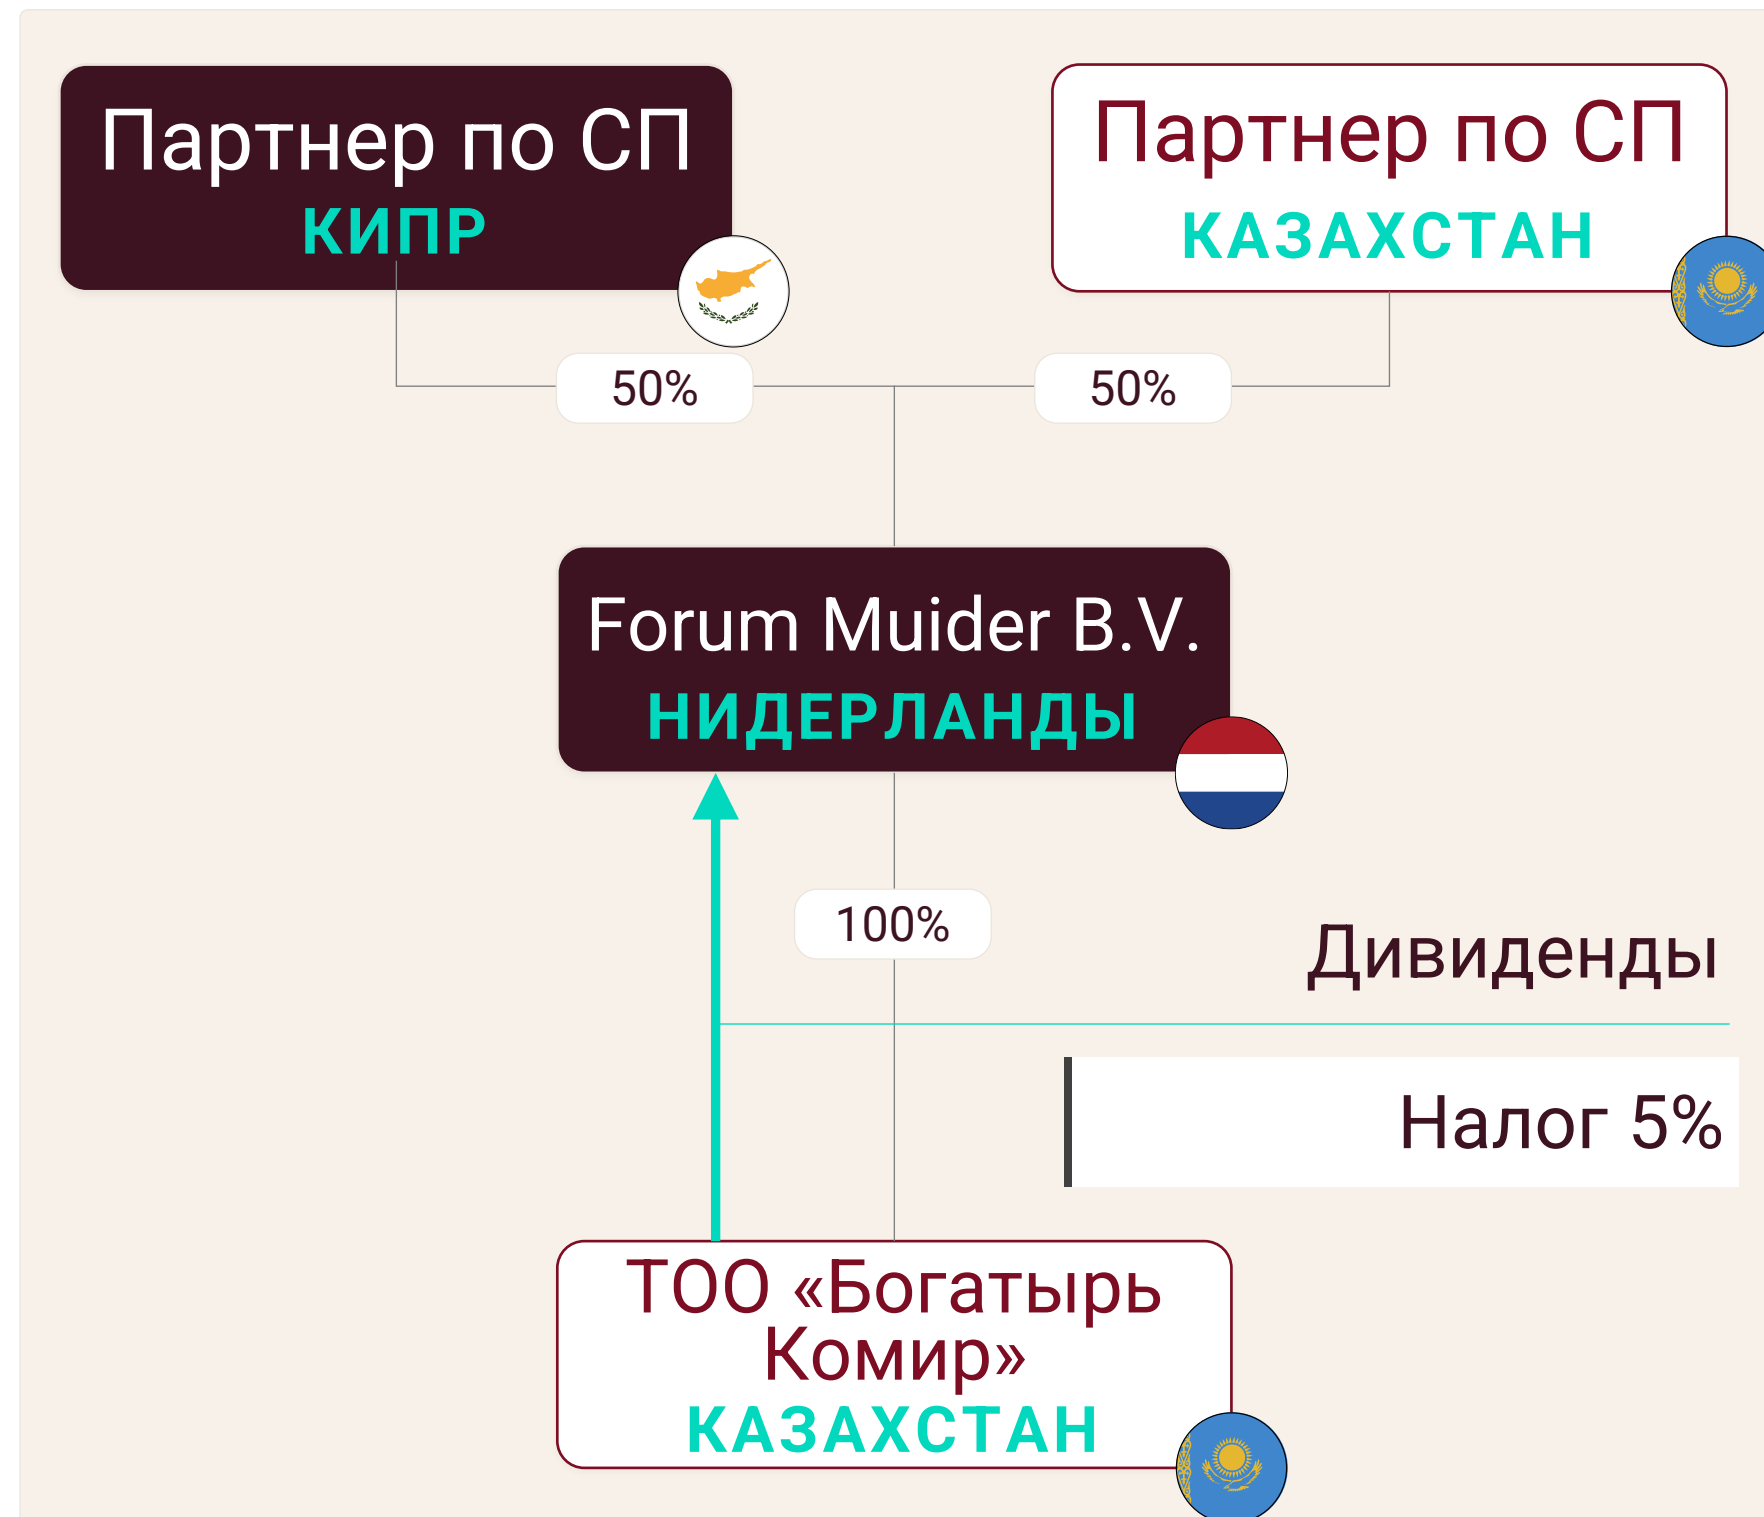 Партнер по СП
КИПР
Партнер по СП
КАЗАХСТАН
50%
50%
Forum Muider B.V.
НИДЕРЛАНДЫ
100%
Дивиденды
Налог 5%
ТОО «Богатырь
Комир»
КАЗАХСТАН